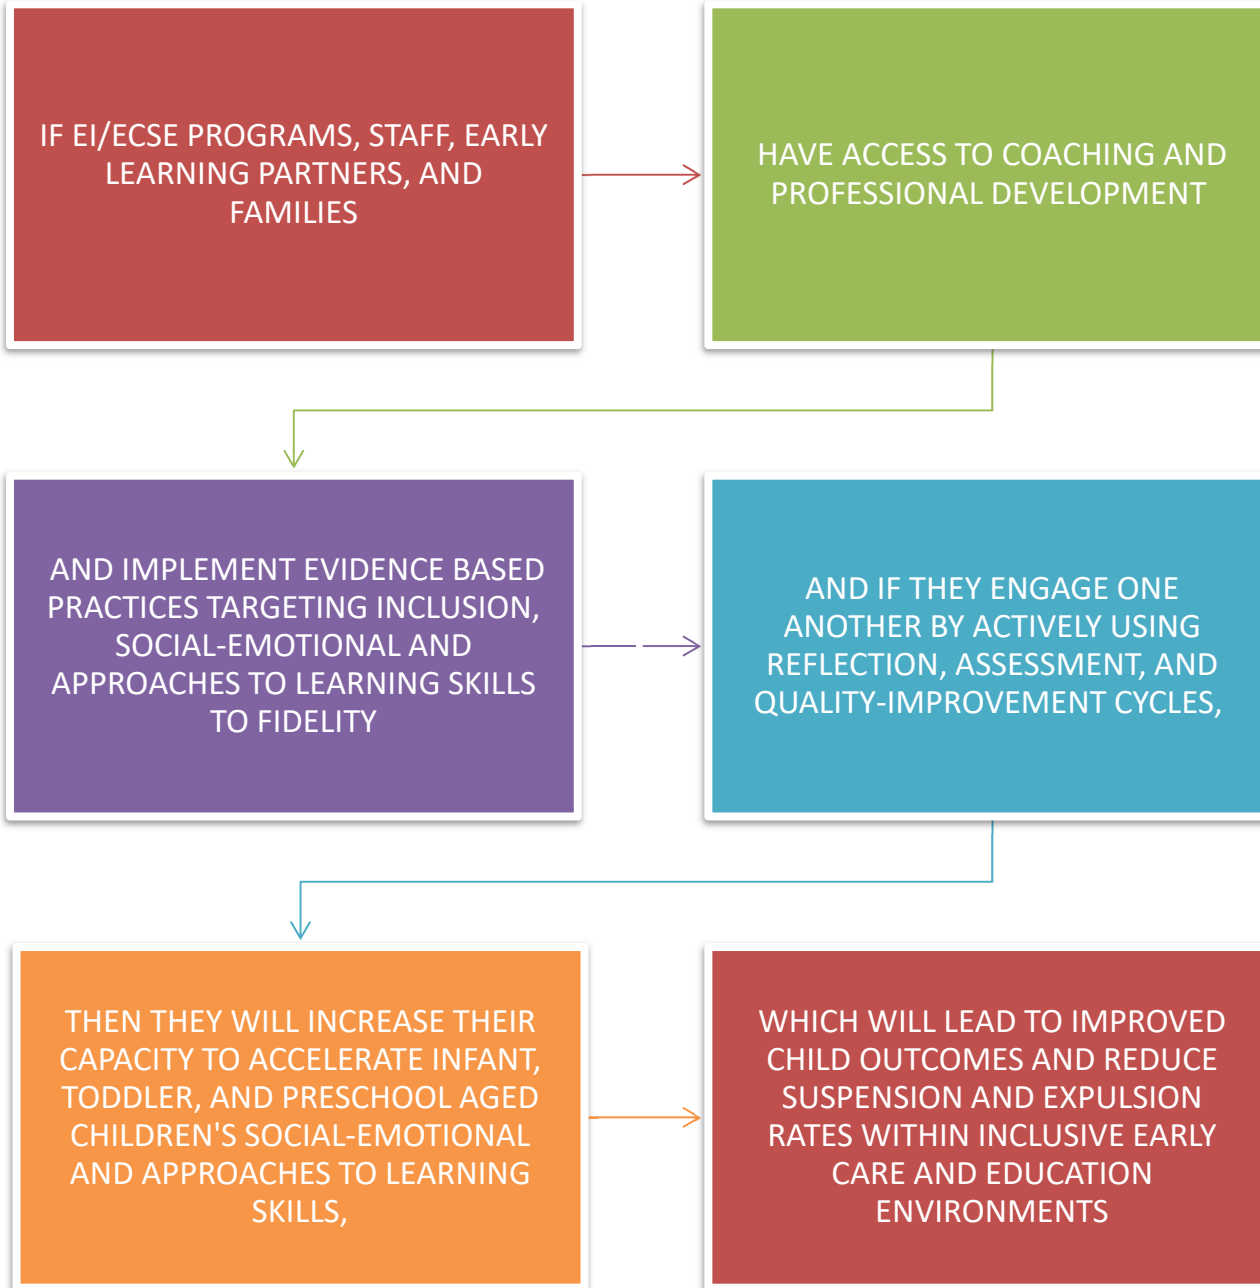 IF EI/ECSE PROGRAMS, STAFF, EARLY
LEARNING PARTNERS, AND
FAMILIES
HAVE ACCESS TO COACHING AND
PROFESSIONAL DEVELOPMENT
AND IMPLEMENT EVIDENCE BASED
PRACTICES TARGETING INCLUSION,
SOCIAL-EMOTIONAL AND
APPROACHES TO LEARNING SKILLS
TO FIDELITY
AND IF THEY ENGAGE ONE
ANOTHER BY ACTIVELY USING
REFLECTION, ASSESSMENT, AND
QUALITY-IMPROVEMENT CYCLES,
THEN THEY WILL INCREASE THEIR
CAPACITY TO ACCELERATE INFANT,
TODDLER, AND PRESCHOOL AGED
CHILDREN'S SOCIAL-EMOTIONAL
AND APPROACHES TO LEARNING
SKILLS,
WHICH WILL LEAD TO IMPROVED
CHILD OUTCOMES AND REDUCE
SUSPENSION AND EXPULSION
RATES WITHIN INCLUSIVE EARLY
CARE AND EDUCATION
ENVIRONMENTS